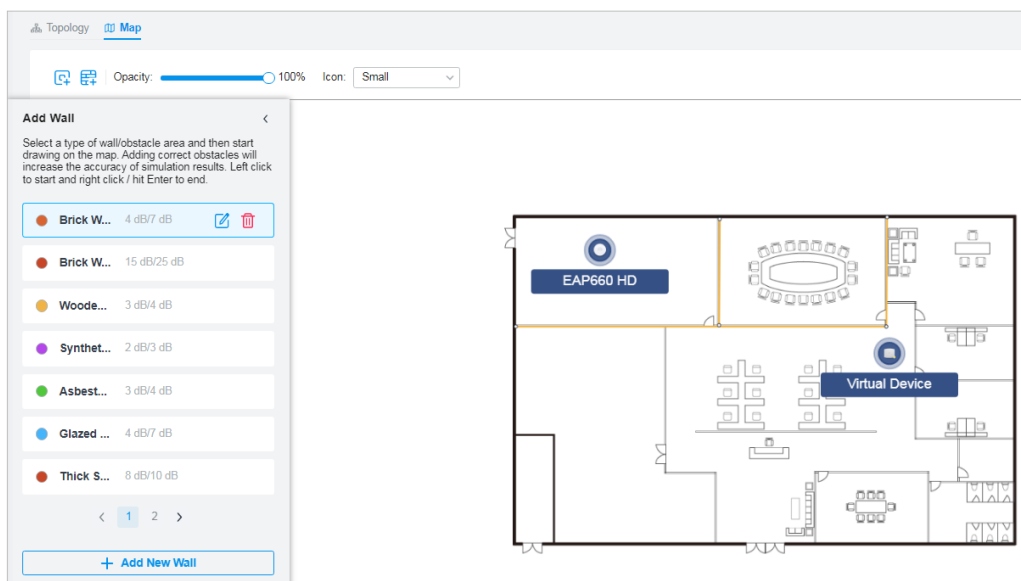 Topology Map
Opacity: 100% Icon: Small
Add Wall
Select a type of wall/obstacle area and then start
drawing on the map. Adding correct obstacles will
increase the accuracy of simulation results. Left click
to start and right click / hit Enter to end.
Brick W... 4 dB/7 dB
Brick W... 15 dB/25 dB
Woode... 3 dB/4 dB
Synthet... 2 dB/3 dB
Asbest... 3 dB/4 dB
Glazed ... 4 dB/7 dB
Thick S... 8 dB/10 dB
< 1 2 >
+ Add New Wall
EAP660 HD
Virtual Device